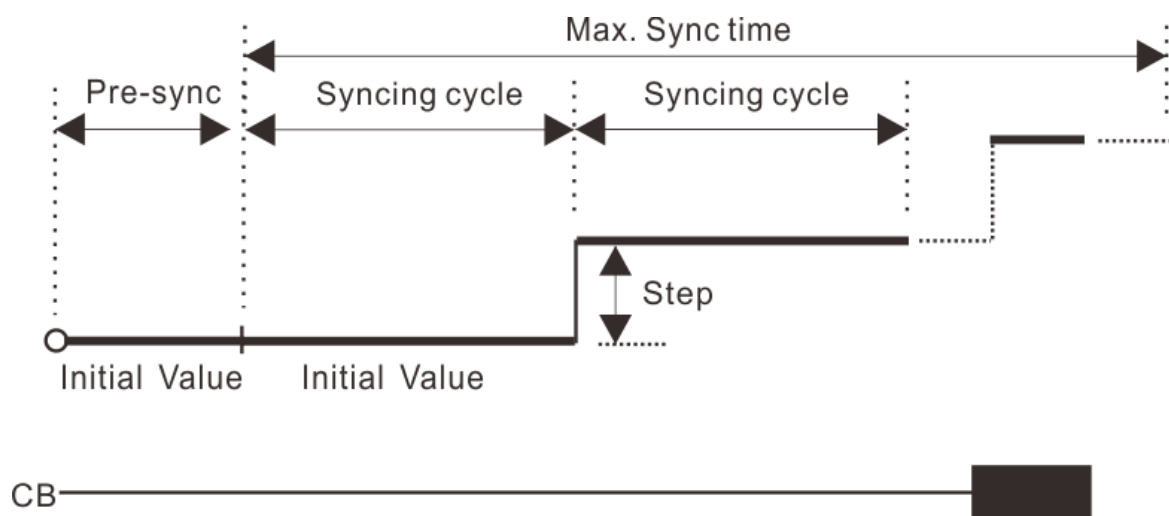 Max. Sync time
Pre-sync
Syncing cycle
Syncing cycle
Step
Initial Value
Initial Value
CB